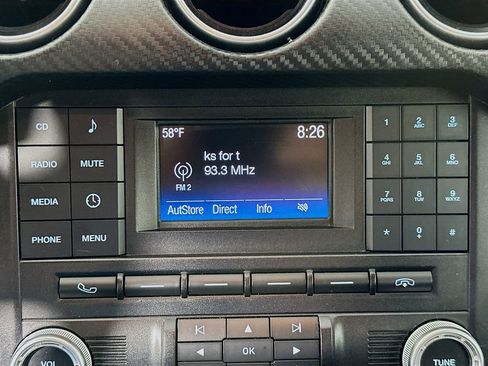 58°F 8:26
ks for t
93.3 MHz
FM 2
AutStore Direct Info
CD
RADIO MUTE
MEDIA
PHONE MENU
1 2 ABC 3 DEF
4 GHI 5 JKL 6 MNO
7 PQRS 8 TUV 9 WXYZ
* 0 + #
OK
VOL
TUNE